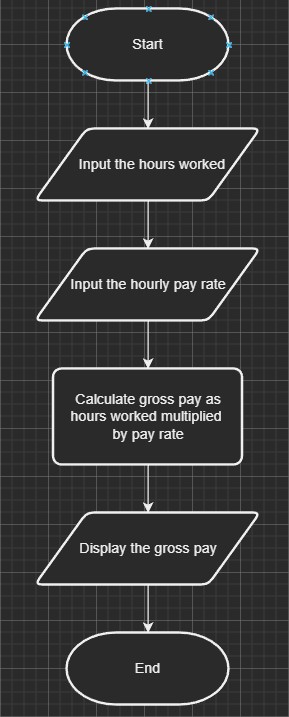 Start
Input the hours worked
Input the hourly pay rate
Calculate gross pay as
hours worked multiplied
by pay rate
Display the gross pay
End